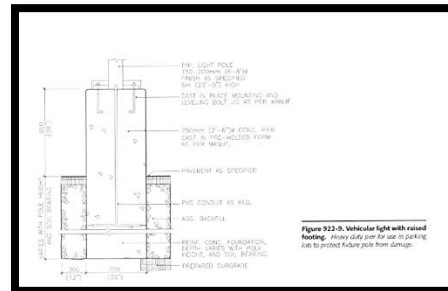 TYP. LIGHT POLE
150-200mm (6-8")ø
FINISH AS SPECIFIED
6m (20'-0") HIGH
CAST IN PLACE MOUNTING AND
LEVELING BOLT JIG AS PER MANUF.
750mm (2'-6")ø CONC. PIER
CAST IN PRE-MOLDED FORM
AS PER MANUF.
PAVEMENT AS SPECIFIED
PVC CONDUIT AS REQ.
AGG. BACKFILL
REINF. CONC. FOUNDATION,
DEPTH VARIES WITH POLE
HEIGHT, AND SOIL BEARING
PREPARED SUBGRADE
VARIES WITH POLE HEIGHT
AND SOIL BEARING
300
(12")
750
(30")
Figure 922-9. Vehicular light with raised
footing. Heavy duty pier for use in parking
lots to protect fixture pole from damage.